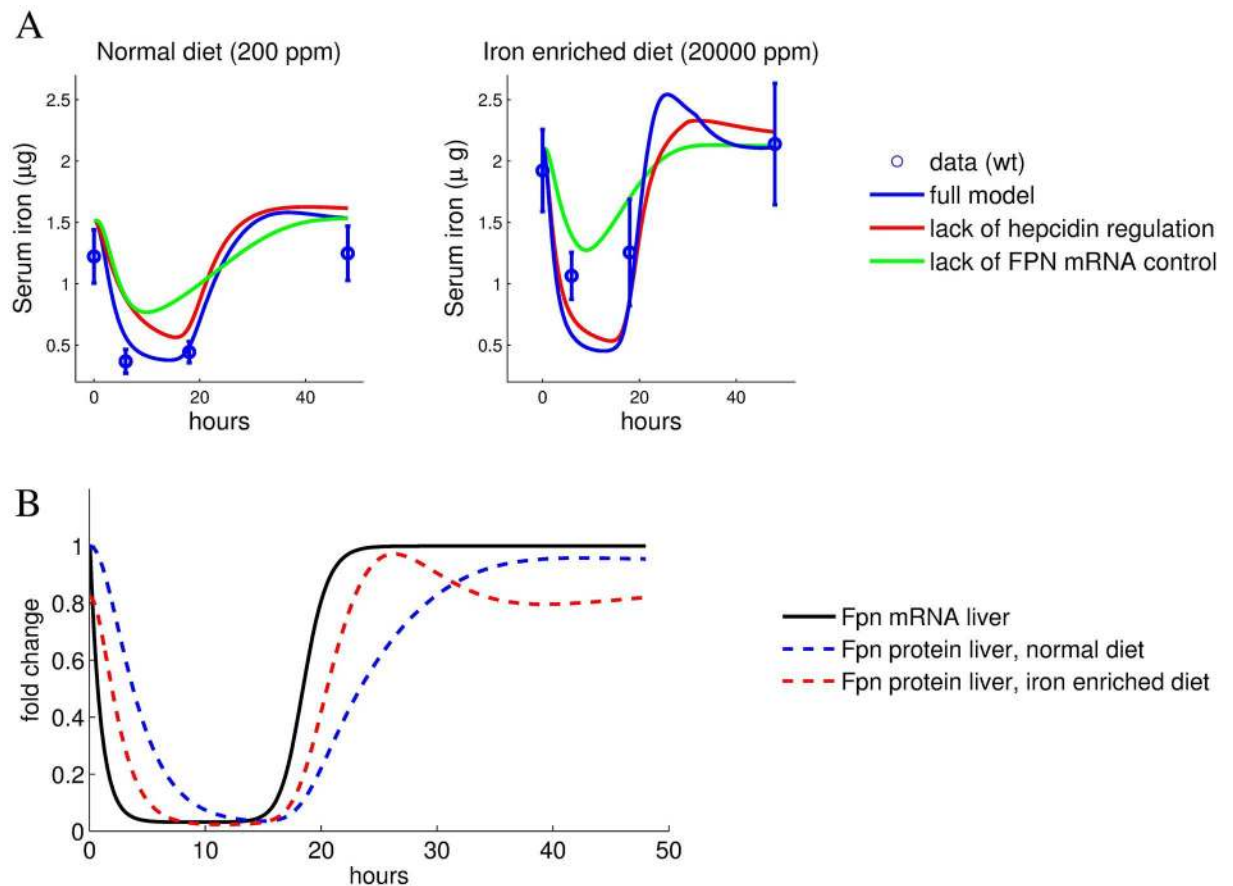 A
Normal diet (200 ppm)
Iron enriched diet (20000 ppm)
2.5
2
1.5
1
0.5
0 20 40
Serum iron (μg)
hours
2.5
2
1.5
1
0.5
0 20 40
Serum iron (μ g)
hours
data (wt)
full model
lack of hepcidin regulation
lack of FPN mRNA control
B
1
0.8
0.6
0.4
0.2
0
0 10 20 30 40 50
fold change
hours
Fpn mRNA liver
Fpn protein liver, normal diet
Fpn protein liver, iron enriched diet